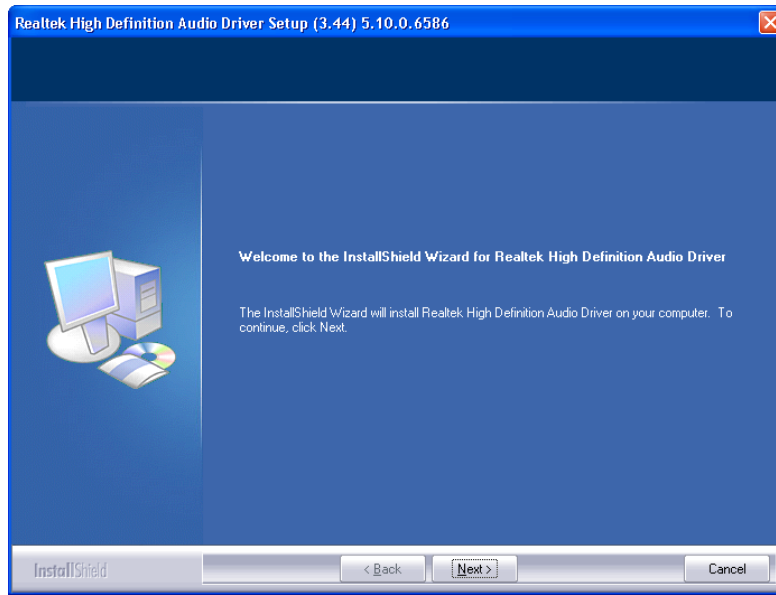 Realtek High Definition Audio Driver Setup (3.44) 5.10.0.6586
Welcome to the InstallShield Wizard for Realtek High Definition Audio Driver
The InstallShield Wizard will install Realtek High Definition Audio Driver on your computer. To
continue, click Next.
InstallShield
< Back
Next >
Cancel